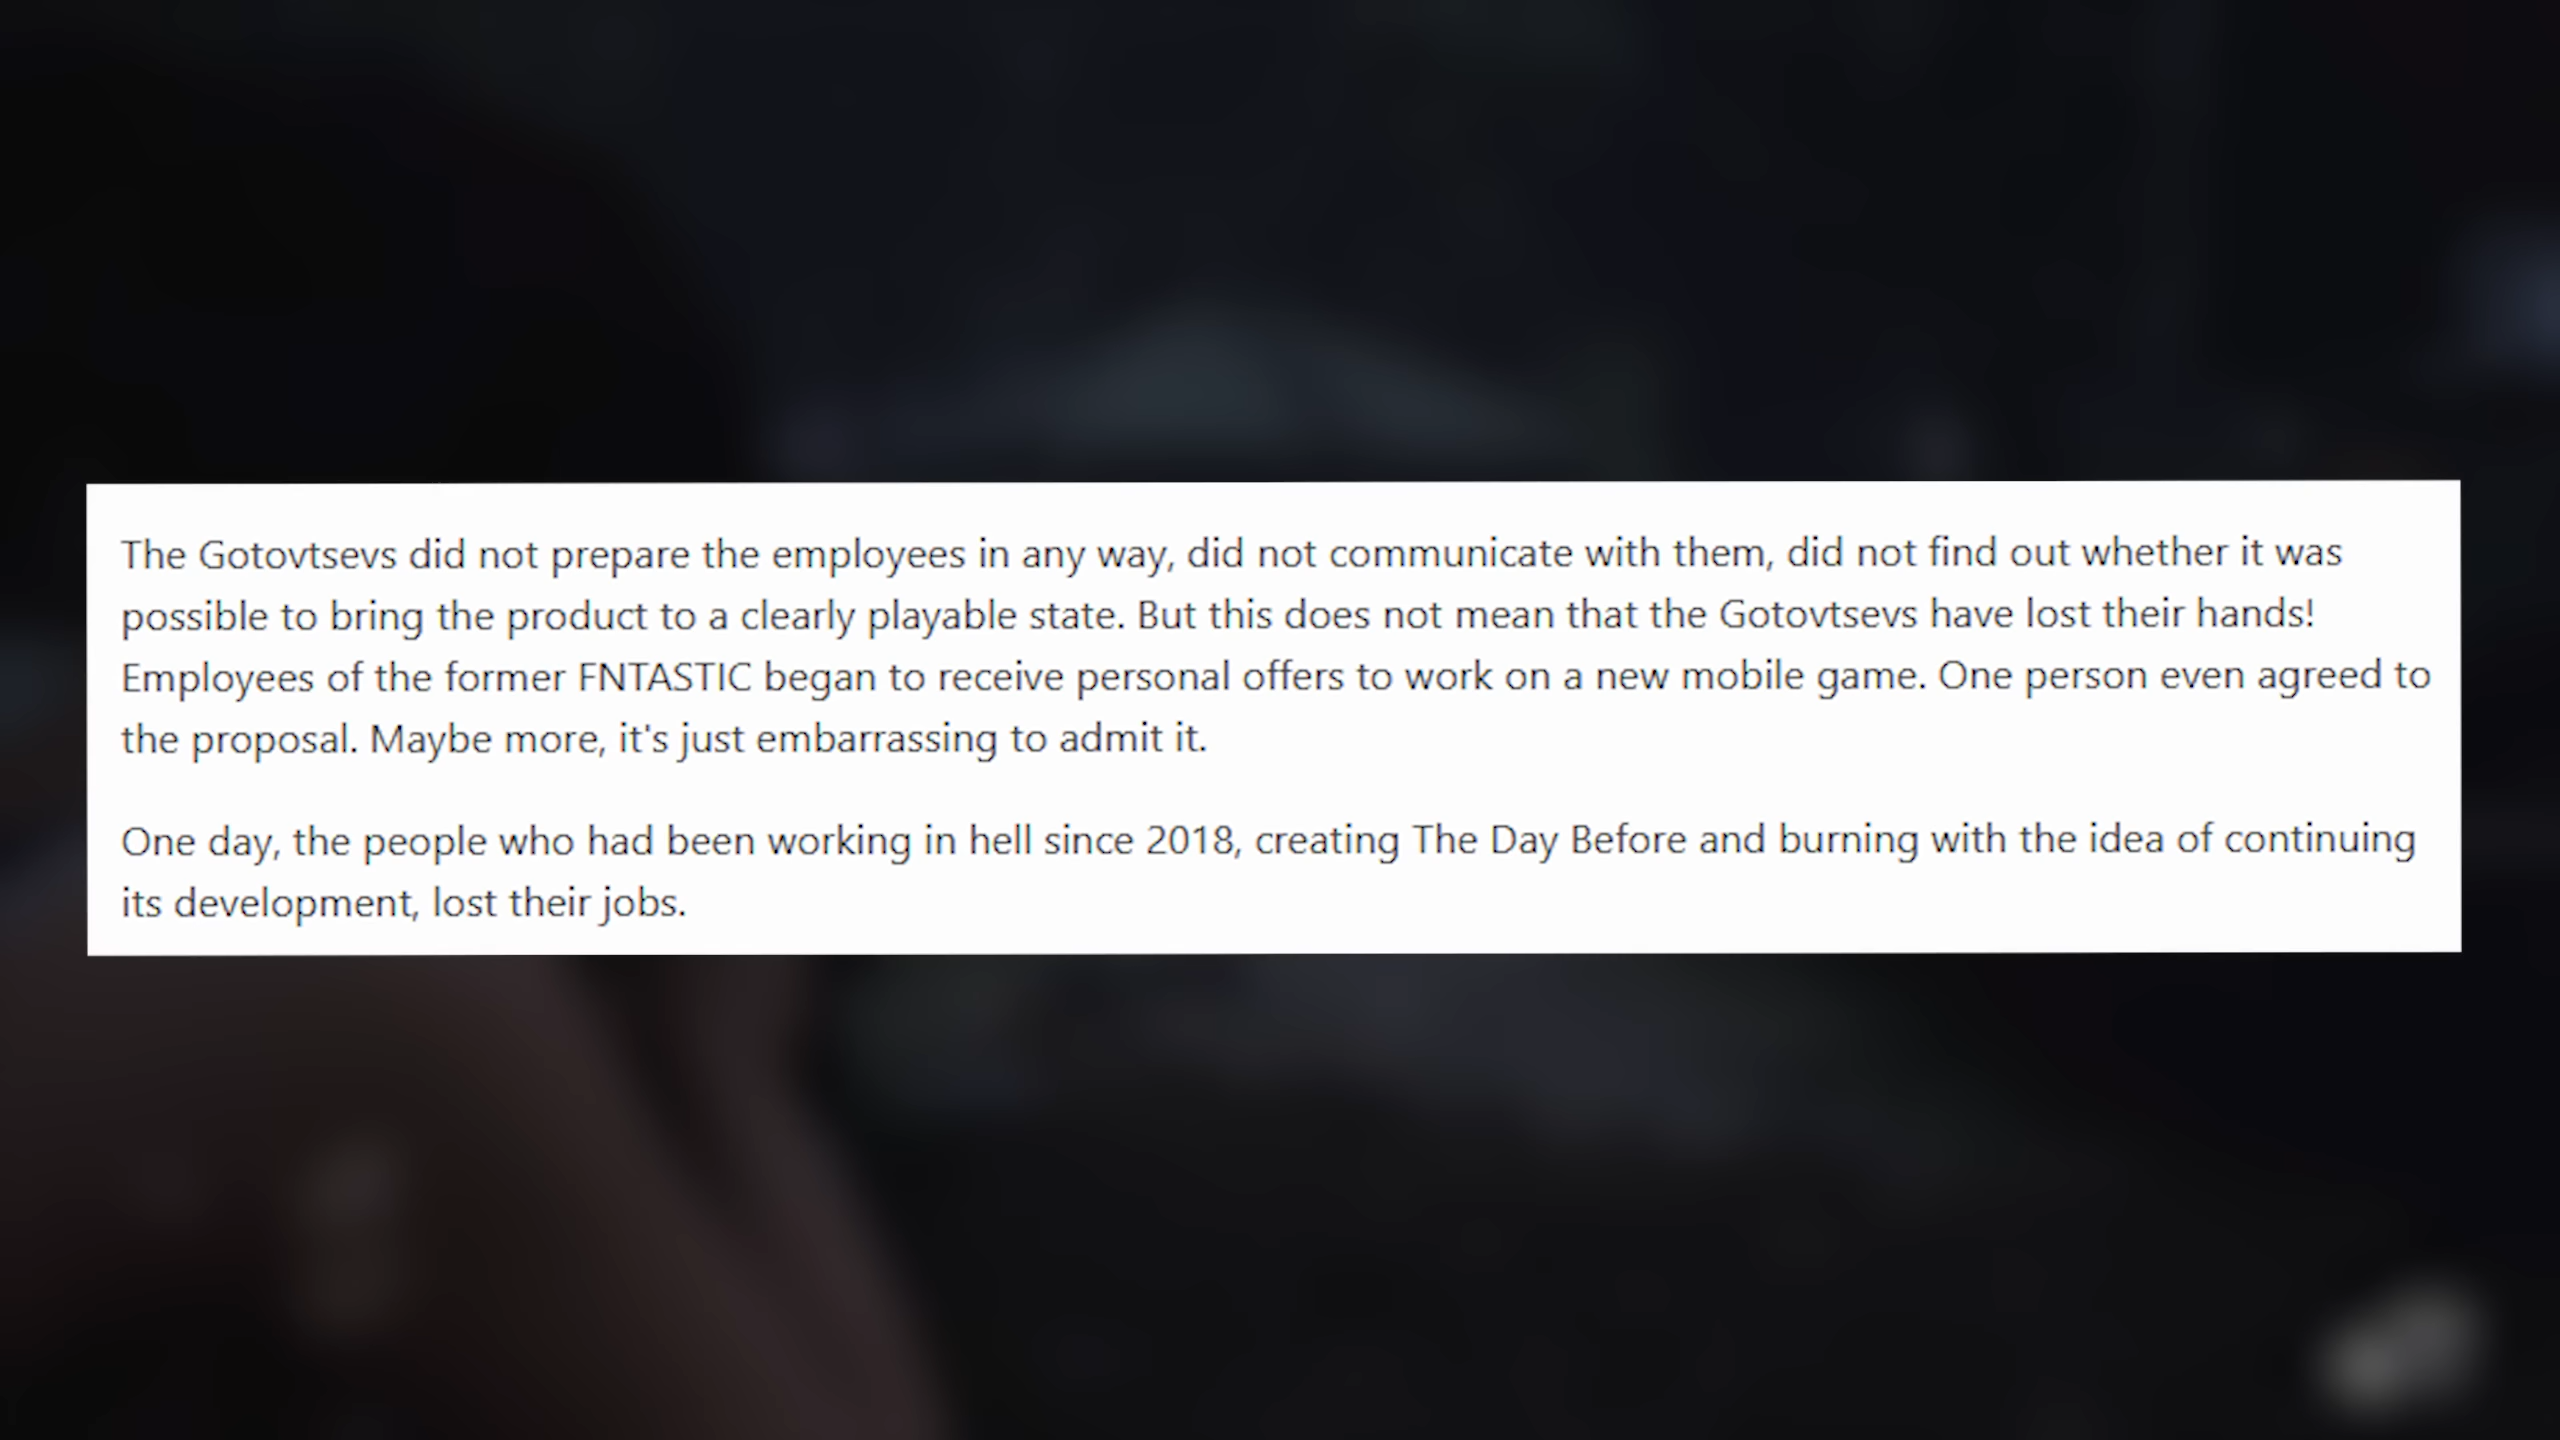 The Gotovtsevs did not prepare the employees in any way, did not communicate with them, did not find out whether it was
possible to bring the product to a clearly playable state. But this does not mean that the Gotovtsevs have lost their hands!
Employees of the former FNTASTIC began to receive personal offers to work on a new mobile game. One person even agreed to
the proposal. Maybe more, it's just embarrassing to admit it.
One day, the people who had been working in hell since 2018, creating The Day Before and burning with the idea of continuing
its development, lost their jobs.